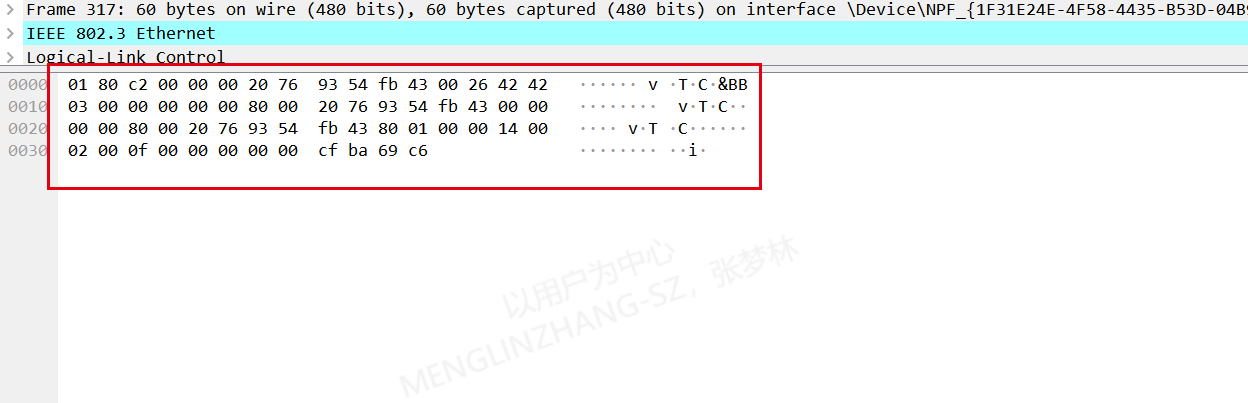 Frame 317: 60 bytes on wire (480 bits), 60 bytes captured (480 bits) on interface \Device\NPF_{1F31E24E-4F58-4435-B53D-04B9
IEEE 802.3 Ethernet
Logical-Link Control
0000 01 80 c2 00 00 00 20 76 93 54 fb 43 00 26 42 42 ······ v ·T·C·&BB
0010 03 00 00 00 00 00 80 00 20 76 93 54 fb 43 00 00 ········ v·T·C··
0020 00 00 80 00 20 76 93 54 fb 43 80 01 00 00 14 00 ···· v·T ·C······
0030 02 00 0f 00 00 00 00 00 cf ba 69 c6 ········ ··i·
以用户为中心
MENGLINZHANG-SZ, 张梦林